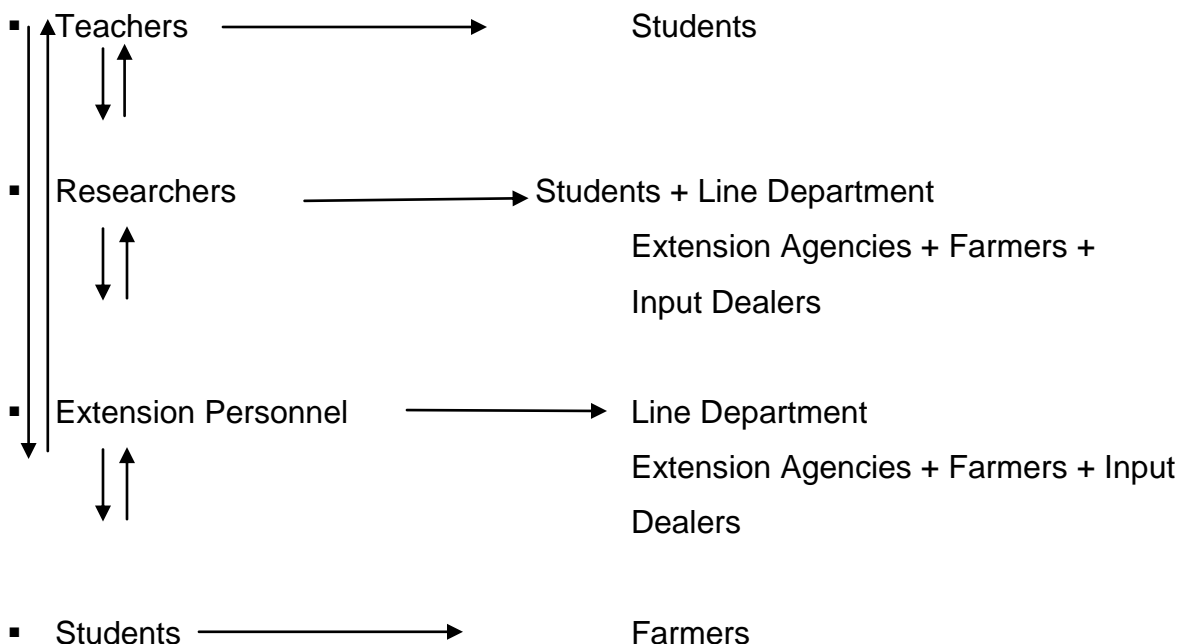 ▪ Teachers Students
▪ Researchers Students + Line Department
Extension Agencies + Farmers +
Input Dealers
▪ Extension Personnel Line Department
Extension Agencies + Farmers + Input
Dealers
▪ Students Farmers